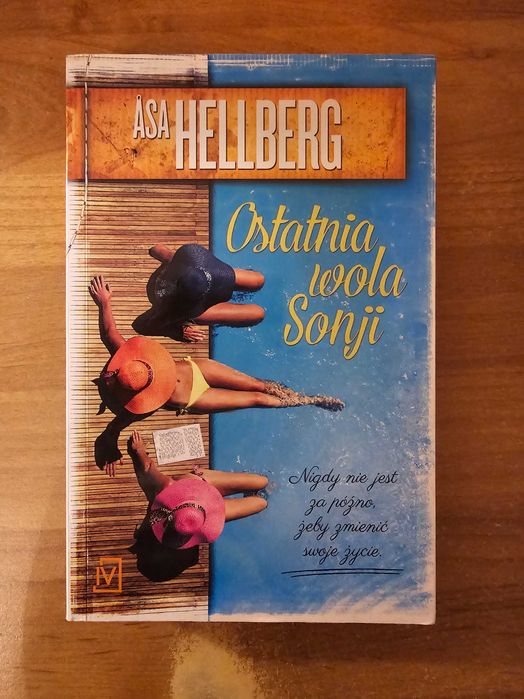 ÅSA HELLBERG
Ostatnia
wola
Sonji
Nigdy nie jest
za późno,
żeby zmienić
swoje życie.